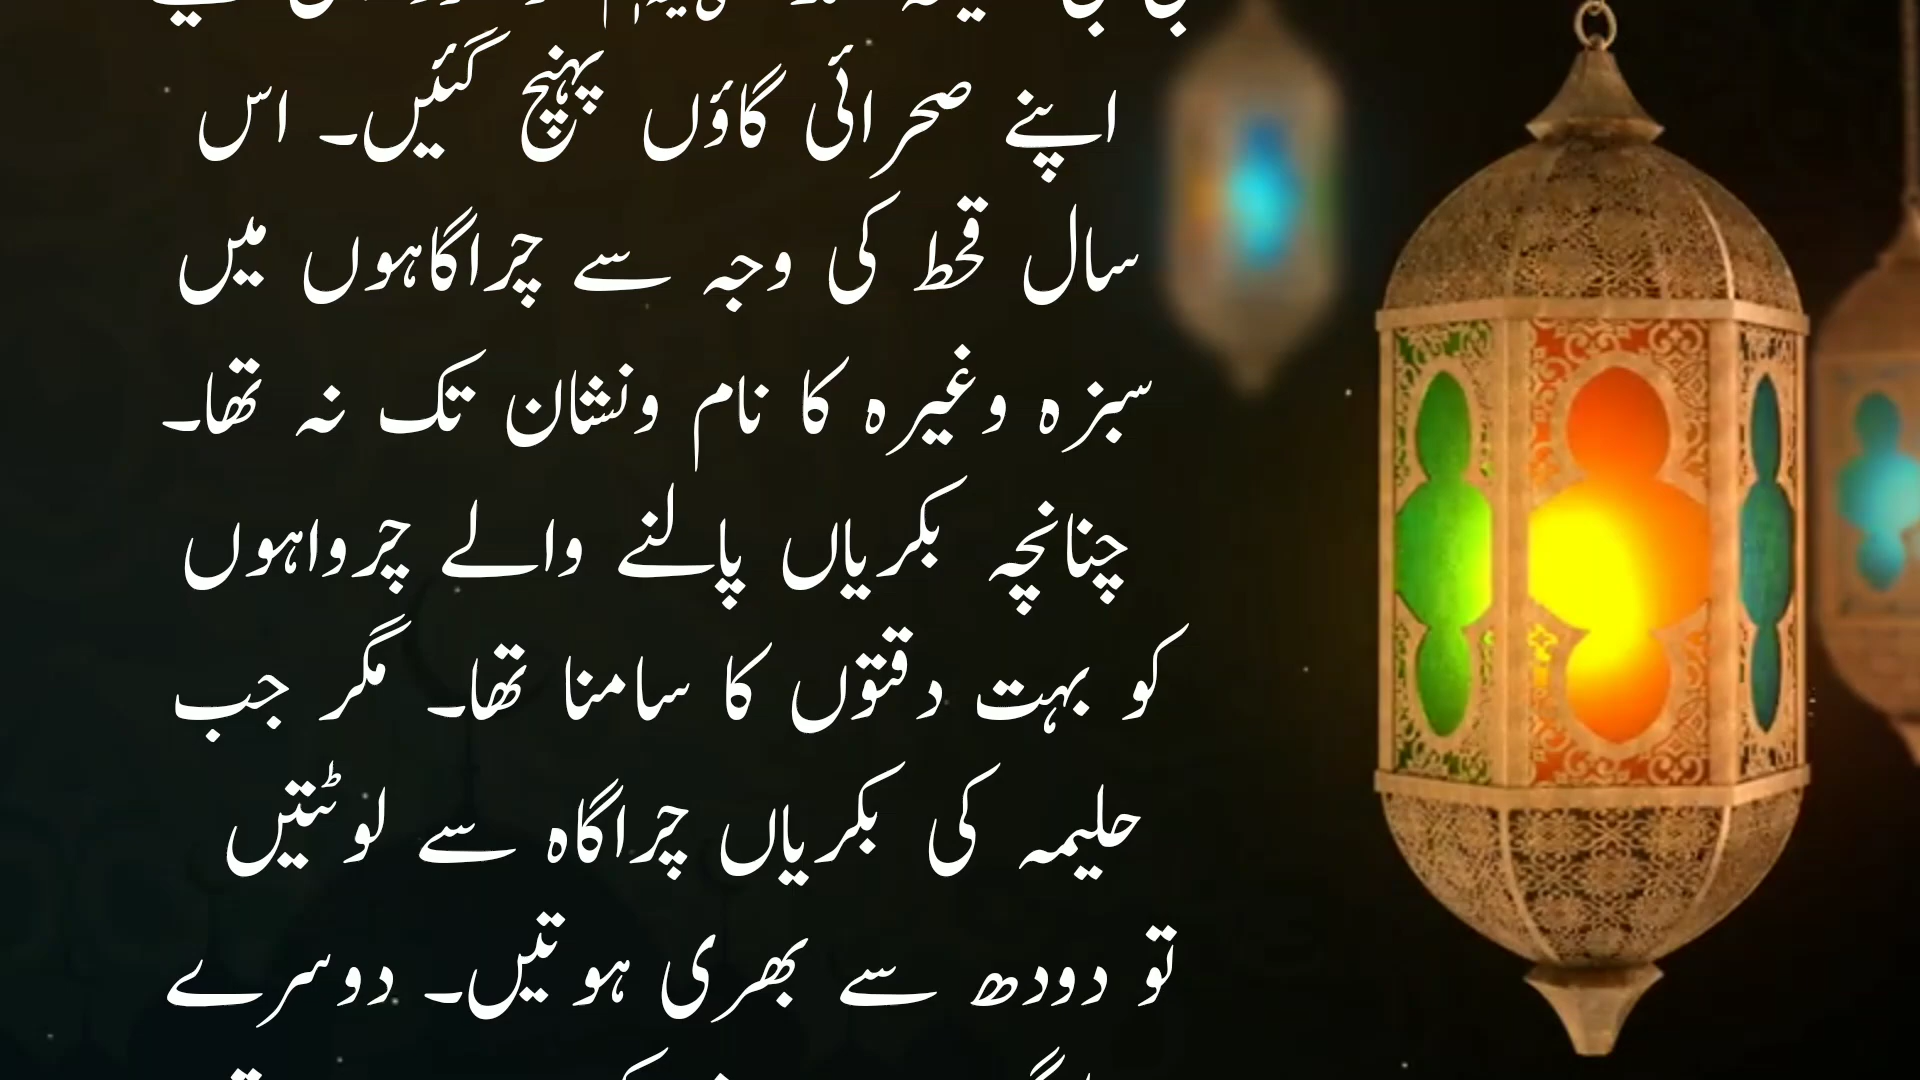 اپنے صحرائی گاؤں پہنچ گئیں۔ اس
سال قحط کی وجہ سے چراگاہوں میں
سبزہ وغیرہ کا نام ونشان تک نہ تھا۔
چنانچہ بکریاں پالنے والے چرواہوں
کو بہت دقتوں کا سامنا تھا۔ مگر جب
حلیمہ کی بکریاں چراگاہ سے لوٹتیں
تو دودھ سے بھری ہوتیں۔ دوسرے